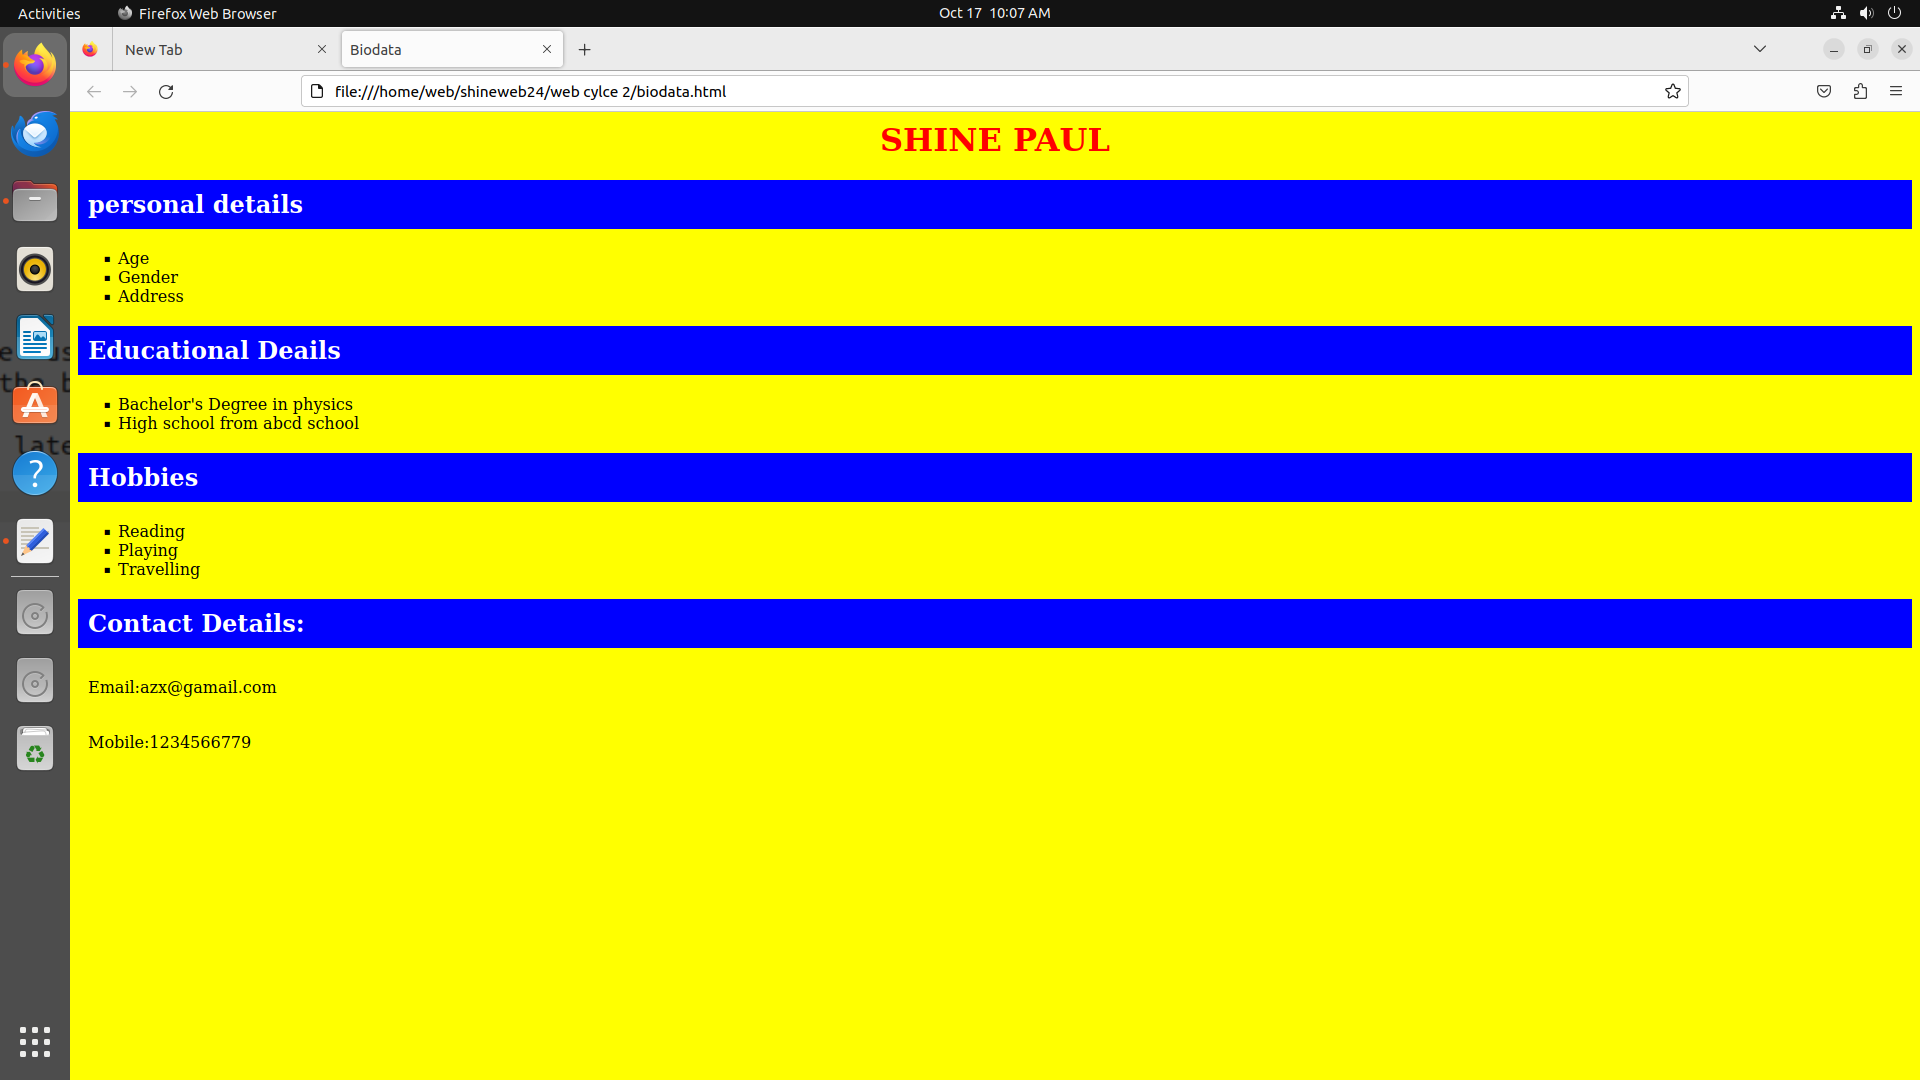 Activities
Firefox Web Browser
Oct 17 10:07 AM
New Tab
Biodata
file:///home/web/shineweb24/web cylce 2/biodata.html
SHINE PAUL
personal details
Age
Gender
Address
Educational Deails
Bachelor's Degree in physics
High school from abcd school
Hobbies
Reading
Playing
Travelling
Contact Details:
Email:azx@gamail.com
Mobile:1234566779